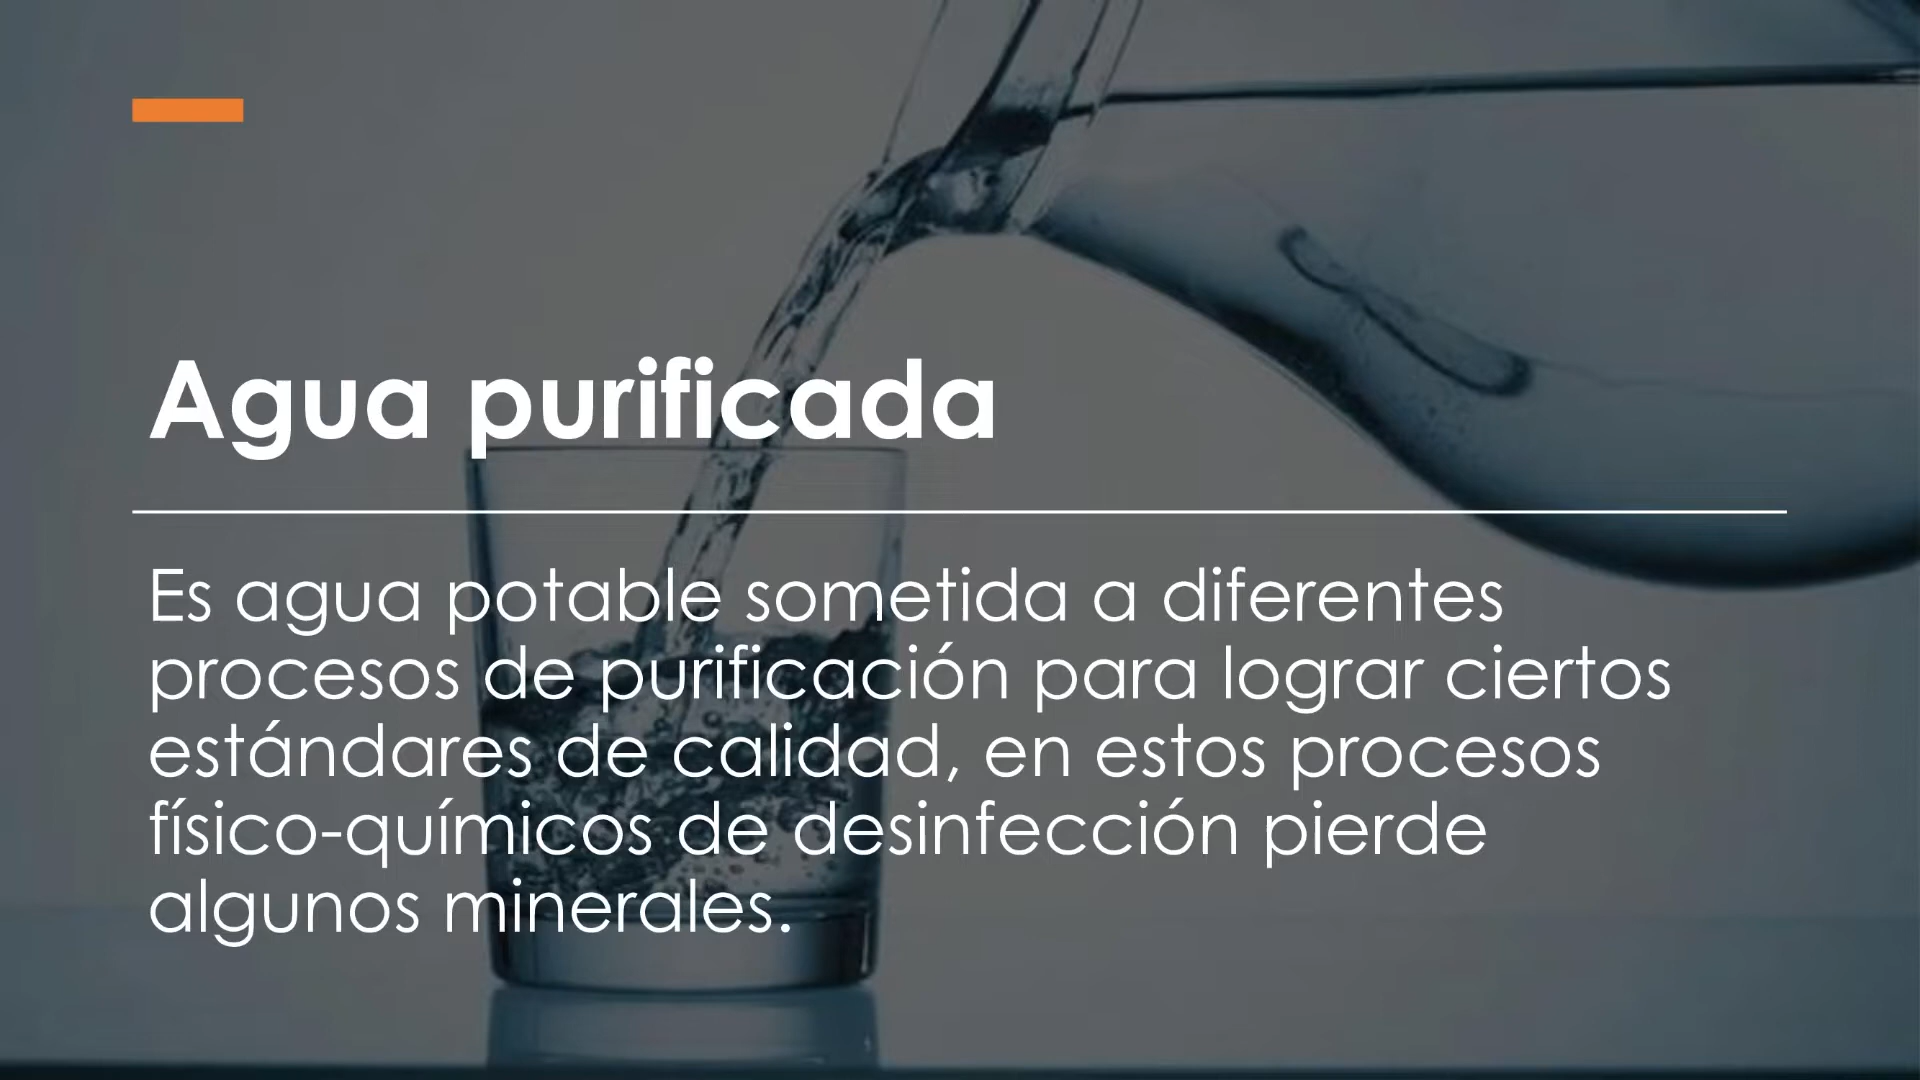 Agua purificada
Es agua potable sometida a diferentes
procesos de purificación para lograr ciertos
estándares de calidad, en estos procesos
físico-químicos de desinfección pierde
algunos minerales.